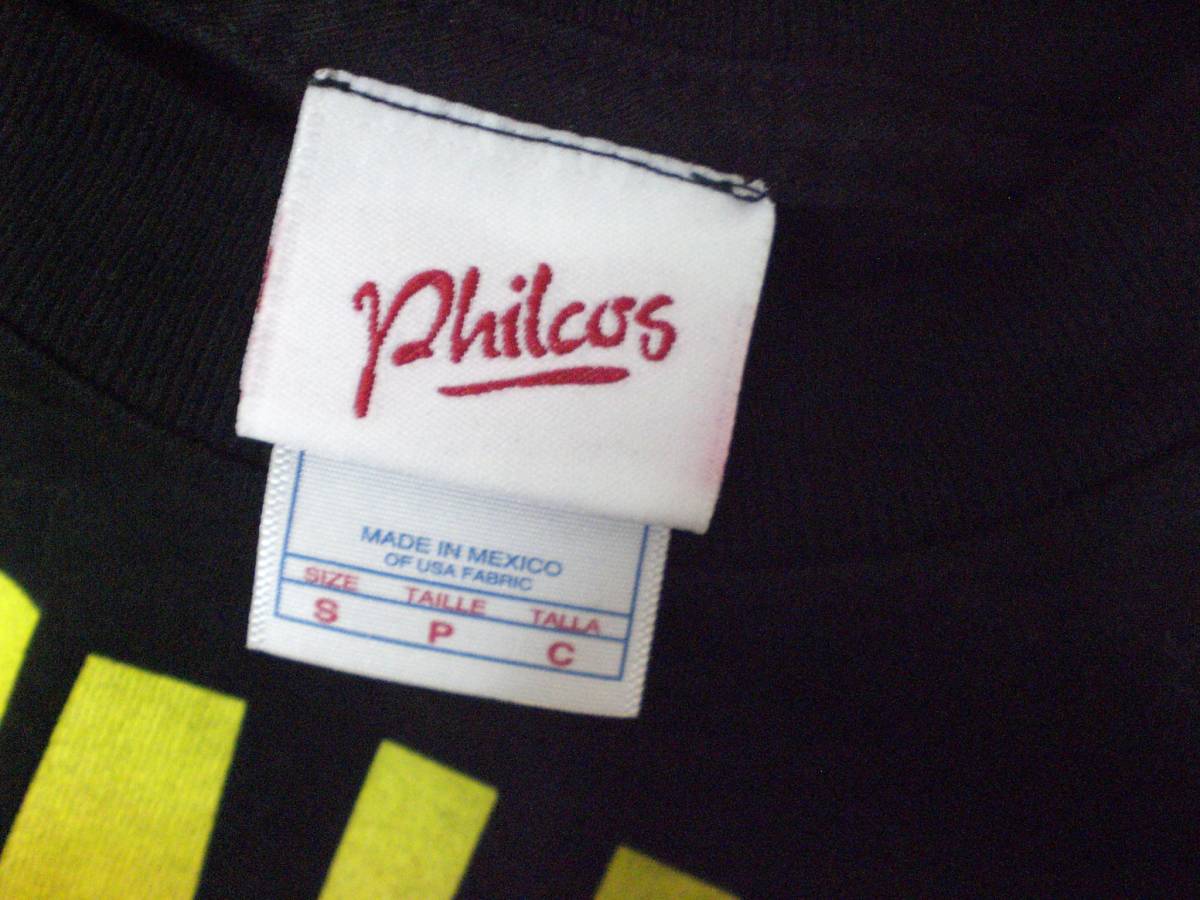 Philcos
MADE IN MEXICO
OF USA FABRIC
SIZE TAILLE TALLA
S P C